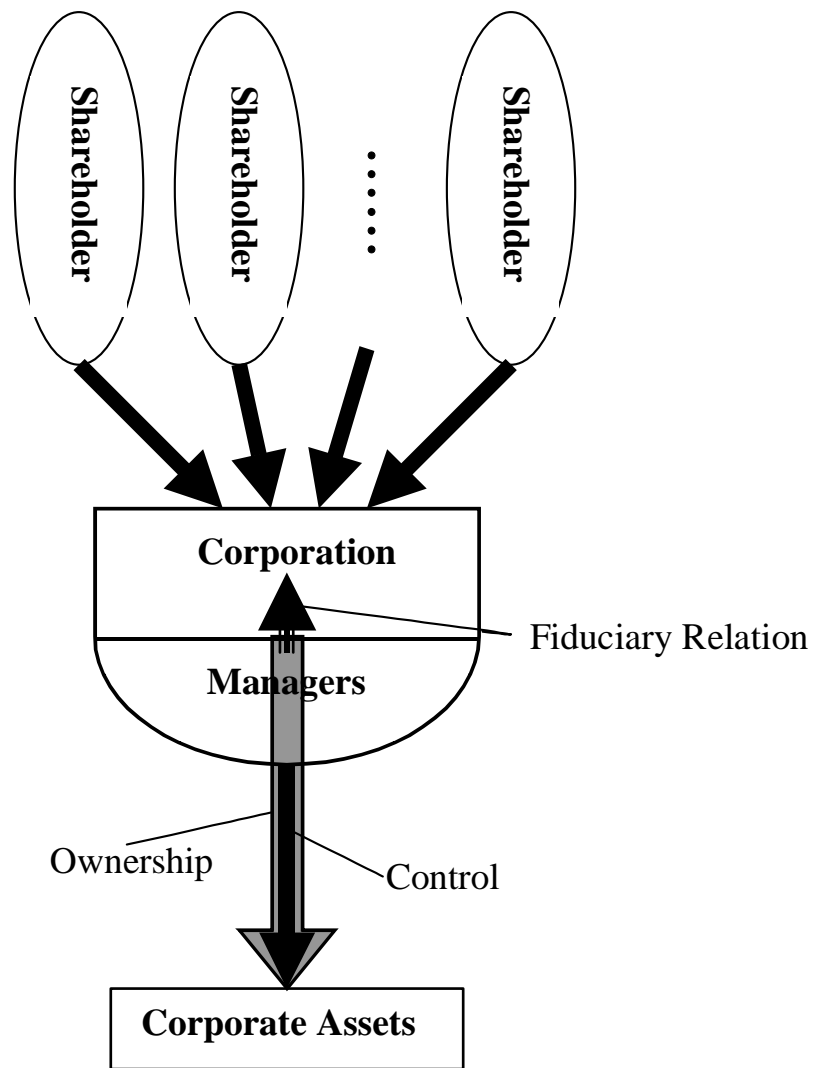 Shareholder
Shareholder
......
Shareholder
Corporation
Fiduciary Relation
Managers
Ownership
Control
Corporate Assets